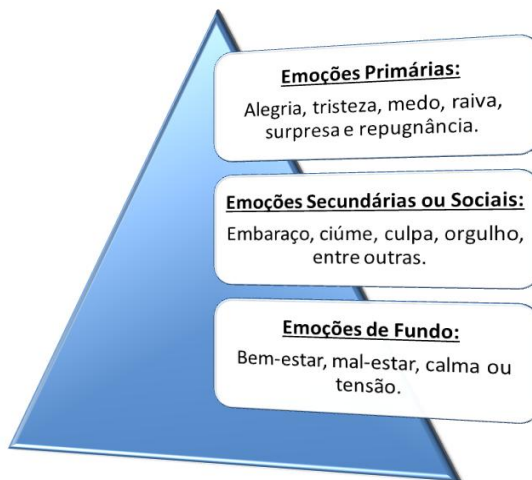 Emoções Primárias:
Alegria, tristeza, medo, raiva,
surpresa e repugnância.
Emoções Secundárias ou Sociais:
Embaraço, ciúme, culpa, orgulho,
entre outras.
Emoções de Fundo:
Bem-estar, mal-estar, calma ou
tensão.